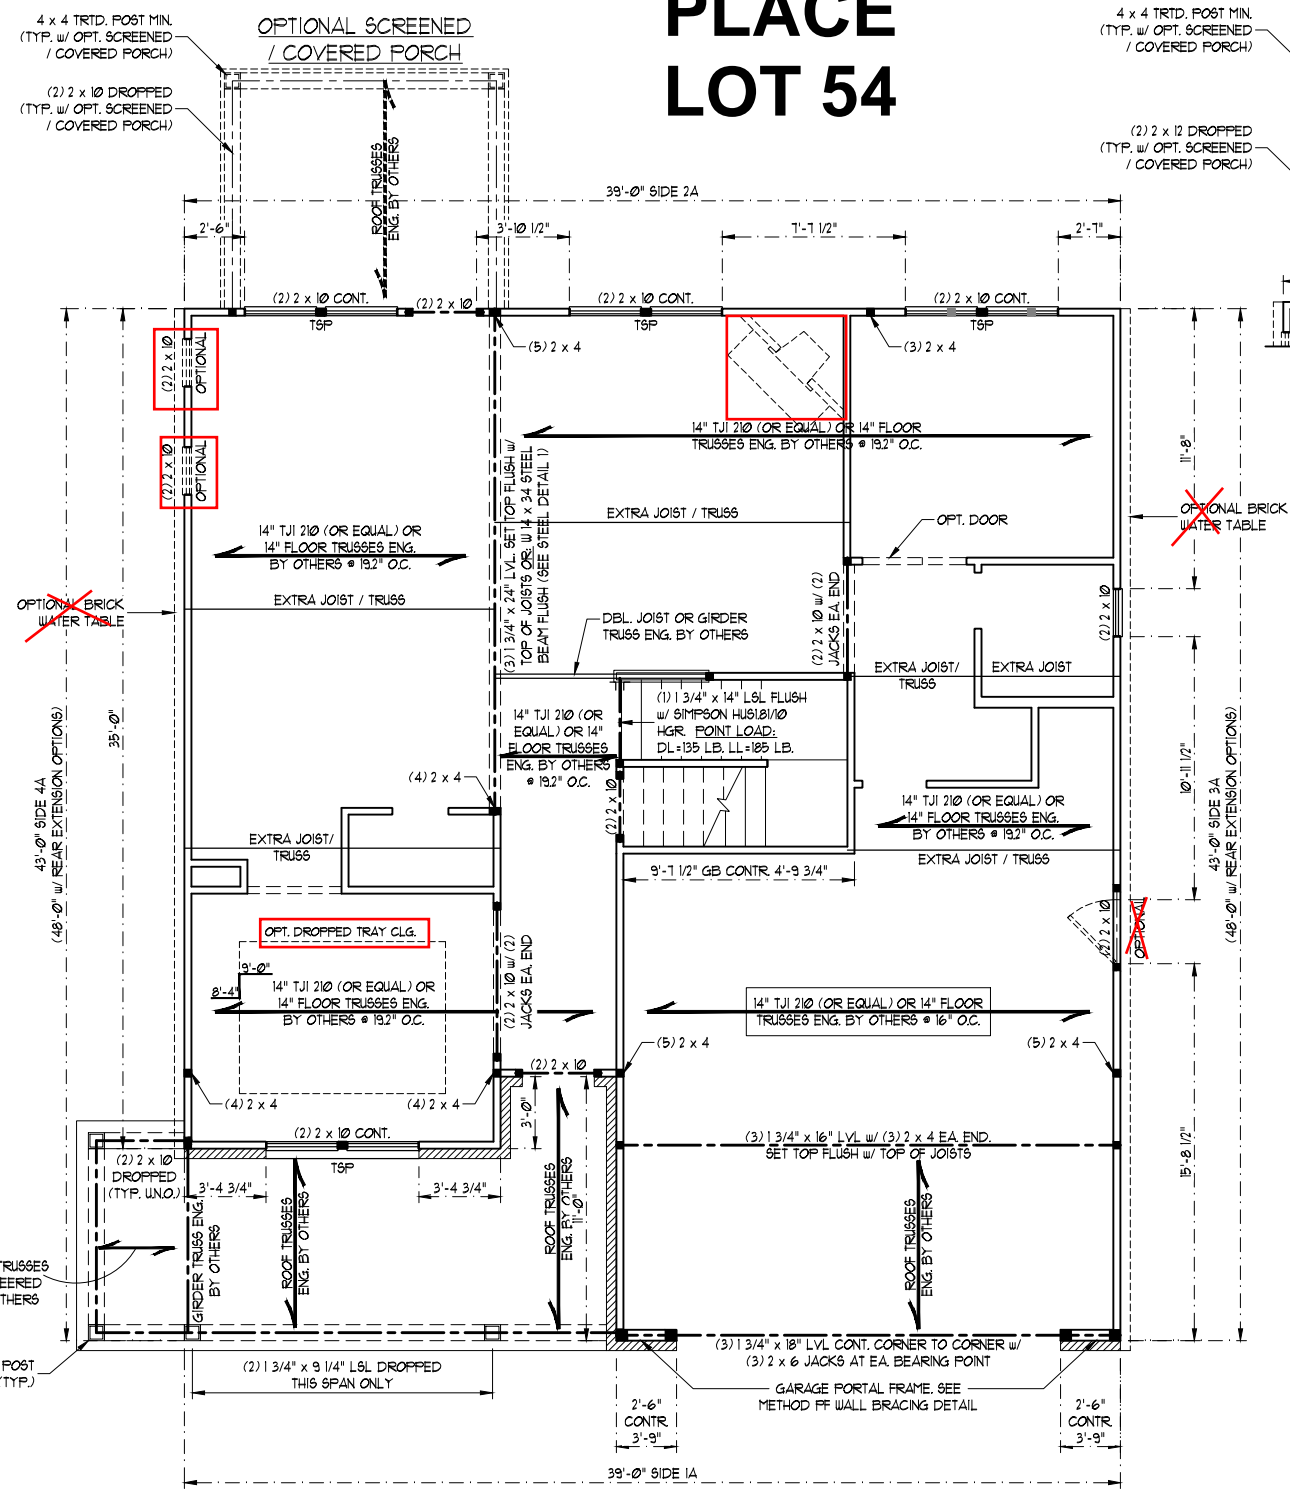 PLACE
LOT 54
4 x 4 TRTD. POST MIN.
(TYP. w/ OPT. SCREENED
/ COVERED PORCH)
(2) 2 x 10 DROPPED
(TYP. w/ OPT. SCREENED
/ COVERED PORCH)
OPTIONAL SCREENED
/ COVERED PORCH
4 x 4 TRTD. POST MIN.
(TYP. w/ OPT. SCREENED
/ COVERED PORCH)
(2) 2 x 12 DROPPED
(TYP. w/ OPT. SCREENED
/ COVERED PORCH)
ROOF TRUSSES
ENG. BY OTHERS
39'-0" SIDE 2A
2'-6"
3'-10 1/2"
7'-7 1/2"
2'-7"
(2) 2 x 10 CONT.
TSP
(2) 2 x 10
(2) 2 x 10 CONT.
TSP
(2) 2 x 10 CONT.
TSP
(5) 2 x 4
(3) 2 x 4
(2) 2 x 10
OPTIONAL
(2) 2 x 10
OPTIONAL
14" TJI 210 (OR EQUAL) OR 14" FLOOR
TRUSSES ENG. BY OTHERS @ 19.2" O.C.
(3) 1 3/4" x 24" LVL. SET TOP FLUSH w/
TOP OF JOISTS OR: W 14 x 34 STEEL
BEAM FLUSH (SEE STEEL DETAIL 1)
EXTRA JOIST / TRUSS
OPT. DOOR
11'-8"
OPTIONAL BRICK
WATER TABLE
14" TJI 210 (OR EQUAL) OR
14" FLOOR TRUSSES ENG.
BY OTHERS @ 19.2" O.C.
EXTRA JOIST / TRUSS
OPTIONAL BRICK
WATER TABLE
DBL. JOIST OR GIRDER
TRUSS ENG. BY OTHERS
(2) 2 x 10 w/ (2)
JACKS EA. END
(2) 2 x 10
EXTRA JOIST/
TRUSS
EXTRA JOIST
43'-0" SIDE 4A
(48'-0" w/ REAR EXTENSION OPTIONS)
35'-0"
14" TJI 210 (OR
EQUAL) OR 14"
FLOOR TRUSSES
ENG. BY OTHERS
@ 19.2" O.C.
(1) 1 3/4" x 14" LSL FLUSH
w/ SIMPSON HUS1.81/10
HGR. POINT LOAD:
DL=135 LB. LL=185 LB.
(4) 2 x 4
(2) 2 x 10
10'-11 1/2"
43'-0" SIDE 3A
(48'-0" w/ REAR EXTENSION OPTIONS)
14" TJI 210 (OR EQUAL) OR
14" FLOOR TRUSSES ENG.
BY OTHERS @ 19.2" O.C.
EXTRA JOIST/
TRUSS
EXTRA JOIST / TRUSS
9'-7 1/2" GB CONTR. 4'-9 3/4"
(2) 2 x 10
OPTIONAL
OPT. DROPPED TRAY CLG.
9'-0"
8'-4"
14" TJI 210 (OR EQUAL) OR
14" FLOOR TRUSSES ENG.
BY OTHERS @ 19.2" O.C.
(2) 2 x 10 w/ (2)
JACKS EA. END
14" TJI 210 (OR EQUAL) OR 14" FLOOR
TRUSSES ENG. BY OTHERS @ 16" O.C.
(5) 2 x 4
(5) 2 x 4
(2) 2 x 10
(4) 2 x 4
(4) 2 x 4
3'-0"
(2) 2 x 10 CONT.
TSP
(3) 1 3/4" x 16" LVL w/ (3) 2 x 4 EA. END.
SET TOP FLUSH w/ TOP OF JOISTS
15'-8 1/2"
(2) 2 x 10
DROPPED
(TYP. U.N.O.)
3'-4 3/4"
3'-4 3/4"
GIRDER TRUSS ENG.
BY OTHERS
ROOF TRUSSES
ENG. BY OTHERS
ROOF TRUSSES
ENG. BY OTHERS
11'-0"
ROOF TRUSSES
ENG. BY OTHERS
TRUSSES
EERED
THERS
POST
(TYP.)
(2) 1 3/4" x 9 1/4" LSL DROPPED
THIS SPAN ONLY
(3) 1 3/4" x 18" LVL CONT. CORNER TO CORNER w/
(3) 2 x 6 JACKS AT EA. BEARING POINT
GARAGE PORTAL FRAME. SEE
METHOD PF WALL BRACING DETAIL
2'-6"
CONTR.
3'-9"
2'-6"
CONTR.
3'-9"
39'-0" SIDE 1A